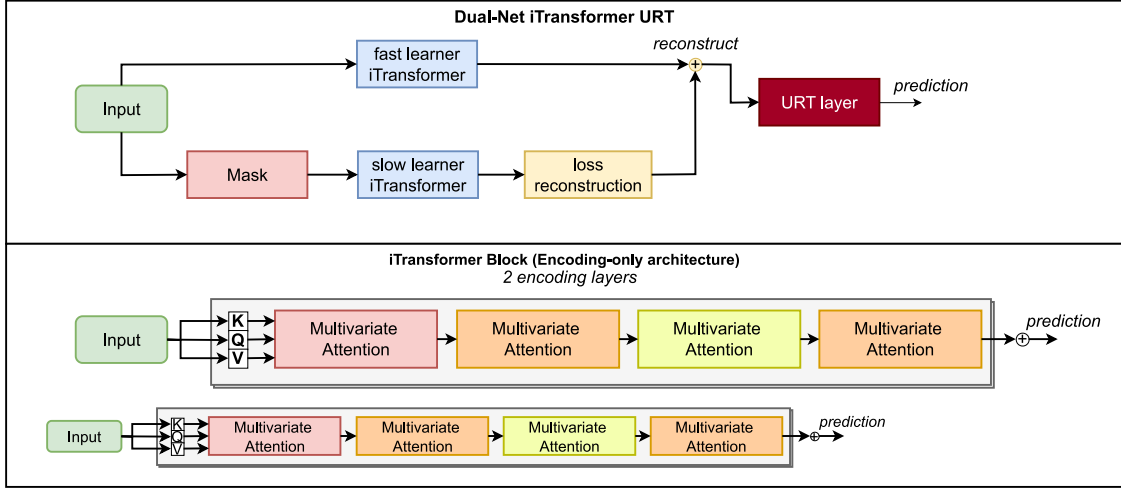 Dual-Net iTransformer URT
fast learner
iTransformer
reconstruct
+
Input
URT layer
prediction
Mask
slow learner
iTransformer
loss
reconstruction
iTransformer Block (Encoding-only architecture)
2 encoding layers
Input
K
Q
V
Multivariate
Attention
Multivariate
Attention
Multivariate
Attention
Multivariate
Attention
+
prediction
Input
K
Q
V
Multivariate
Attention
Multivariate
Attention
Multivariate
Attention
Multivariate
Attention
+
prediction